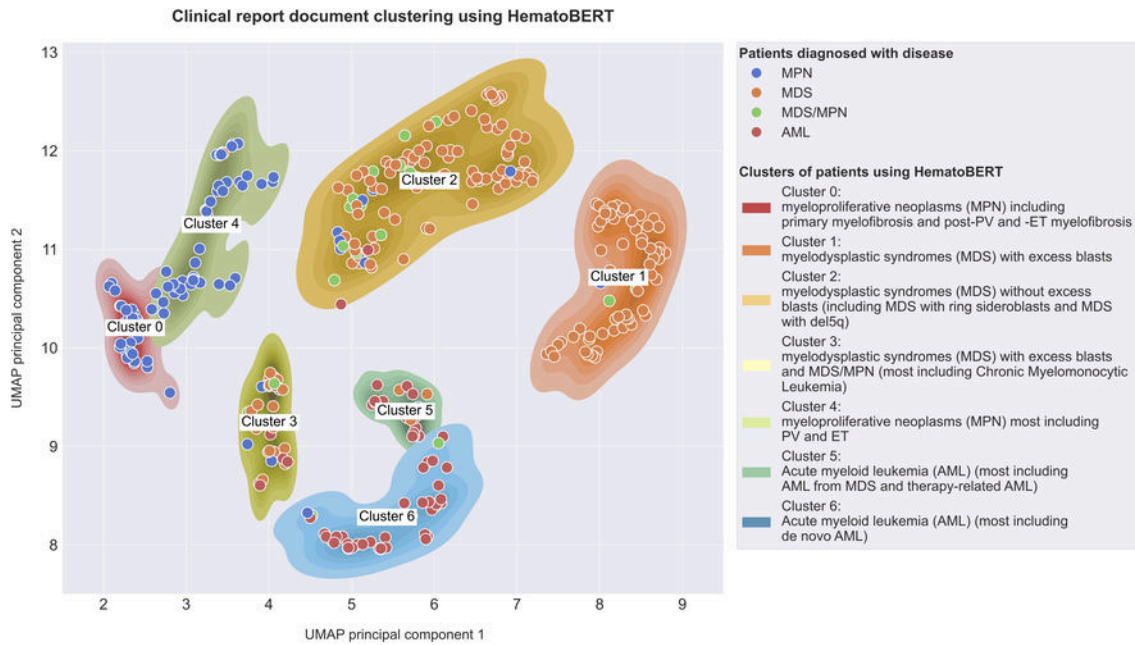 Clinical report document clustering using HematoBERT
13
12
11
10
9
8
UMAP principal component 2
Cluster 2
Cluster 4
Cluster 1
Cluster 0
Cluster 5
Cluster 3
Cluster 6
2 3 4 5 6 7 8 9
UMAP principal component 1
Patients diagnosed with disease
MPN
MDS
MDS/MPN
AML
Clusters of patients using HematoBERT
Cluster 0:
myeloproliferative neoplasms (MPN) including
primary myelofibrosis and post-PV and -ET myelofibrosis
Cluster 1:
myelodysplastic syndromes (MDS) with excess blasts
Cluster 2:
myelodysplastic syndromes (MDS) without excess
blasts (including MDS with ring sideroblasts and MDS
with del5q)
Cluster 3:
myelodysplastic syndromes (MDS) with excess blasts
and MDS/MPN (most including Chronic Myelomonocytic
Leukemia)
Cluster 4:
myeloproliferative neoplasms (MPN) most including
PV and ET
Cluster 5:
Acute myeloid leukemia (AML) (most including
AML from MDS and therapy-related AML)
Cluster 6:
Acute myeloid leukemia (AML) (most including
de novo AML)